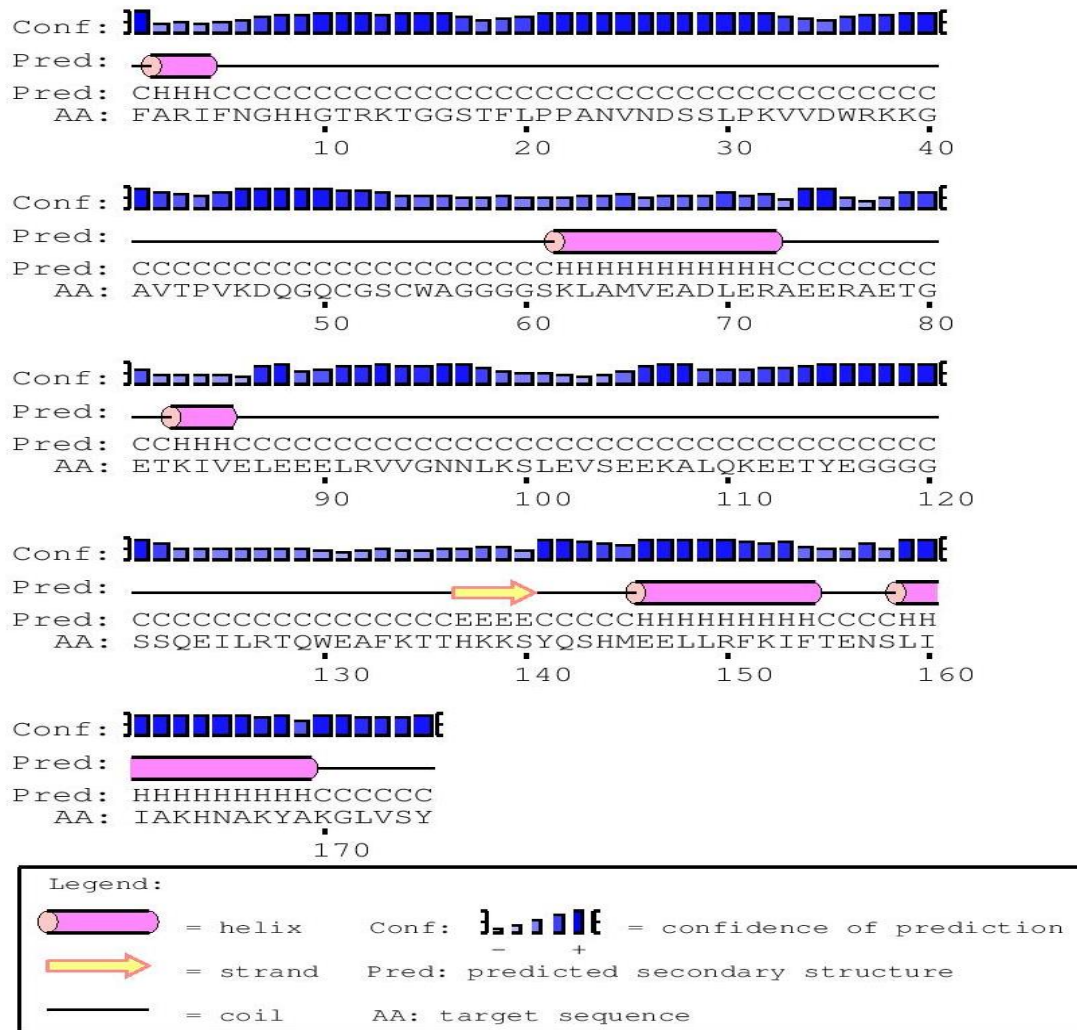 Conf:
Pred:
Pred: CHHHCCCCCCCCCCCCCCCCCCCCCCCCCCCCCCCCCCCC
AA: FARIFNGHHGTRKTGGSTFLPPANVNDSSLPKVVDWRKKG
10 20 30 40
Conf:
Pred:
Pred: CCCCCCCCCCCCCCCCCCCCCHHHHHHHHHHHCCCCCCCC
AA: AVTPVKDQGQCGSCWAGGGGSKLAMVEADLERAEERAETG
50 60 70 80
Conf:
Pred:
Pred: CCHHHCCCCCCCCCCCCCCCCCCCCCCCCCCCCCCCCCCC
AA: ETKIVELEEELRVVGNNLKSLEVSEEKALQKEETYEGGGG
90 100 110 120
Conf:
Pred:
Pred: CCCCCCCCCCCCCCCCEEEECCCCCHHHHHHHHHCCCCHH
AA: SSQEILRTQWEAFKTTHKKSYQSHMEELLRFKIFTENSLI
130 140 150 160
Conf:
Pred:
Pred: HHHHHHHHHCCCCCC
AA: IAKHNAKYAKGLVSY
170
Legend:
= helix Conf: = confidence of prediction
- +
= strand Pred: predicted secondary structure
= coil AA: target sequence